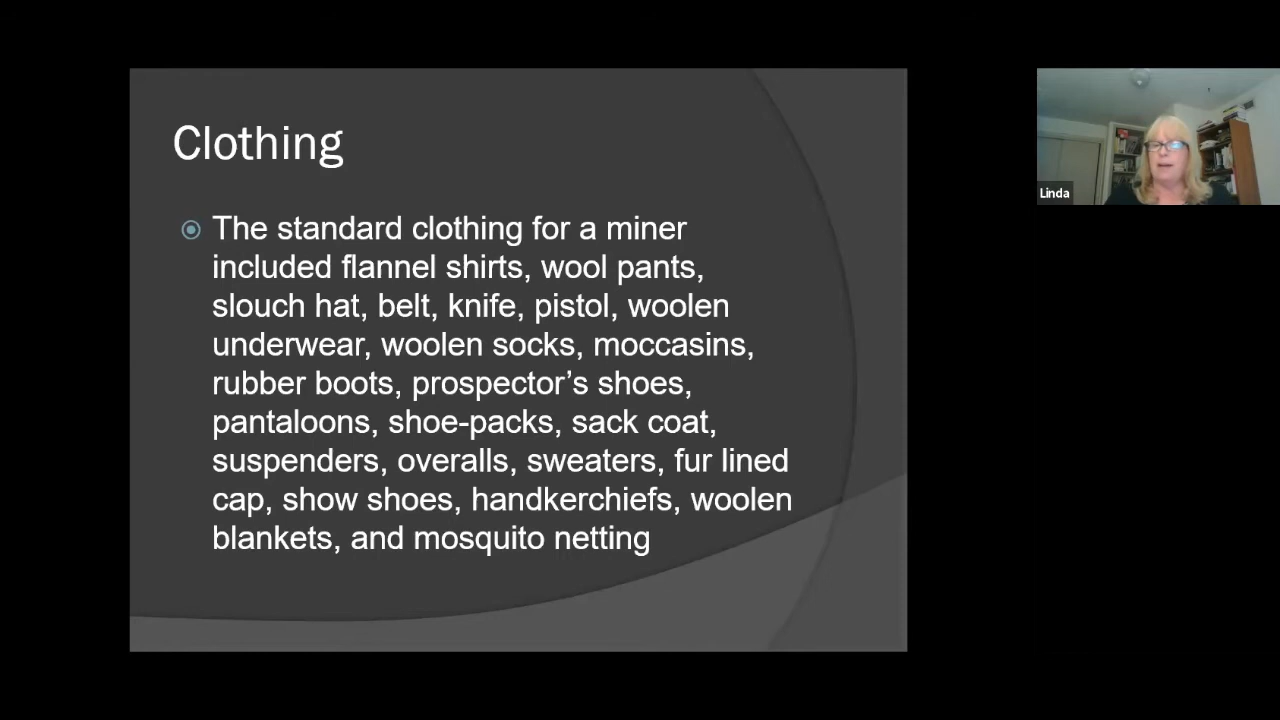 Clothing
The standard clothing for a miner
included flannel shirts, wool pants,
slouch hat, belt, knife, pistol, woolen
underwear, woolen socks, moccasins,
rubber boots, prospector’s shoes,
pantaloons, shoe-packs, sack coat,
suspenders, overalls, sweaters, fur lined
cap, show shoes, handkerchiefs, woolen
blankets, and mosquito netting
Linda